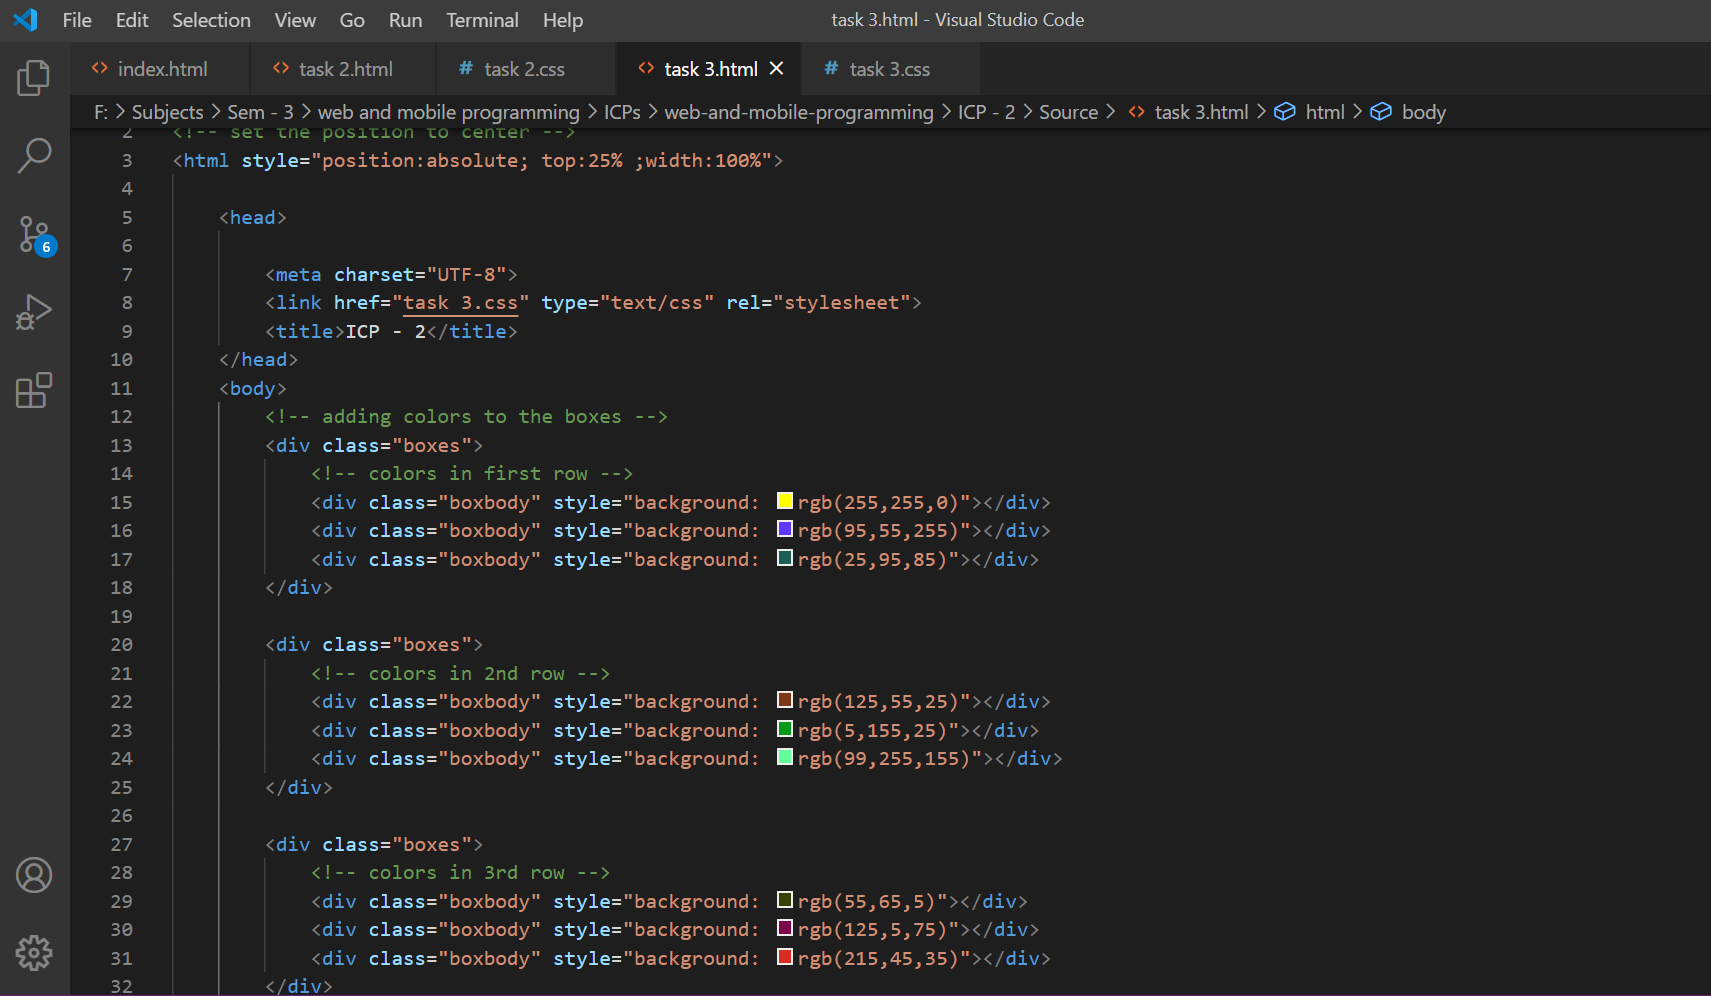 File Edit Selection View Go Run Terminal Help task 3.html - Visual Studio Code
index.html task 2.html # task 2.css task 3.html # task 3.css
F: > Subjects > Sem - 3 > web and mobile programming > ICPs > web-and-mobile-programming > ICP - 2 > Source > task 3.html > html > body
2 <!-- set the position to center -->
3 <html style="position:absolute; top:25% ;width:100%">
4
5 <head>
6
7 <meta charset="UTF-8">
8 <link href="task 3.css" type="text/css" rel="stylesheet">
9 <title>ICP - 2</title>
10 </head>
11 <body>
12 <!-- adding colors to the boxes -->
13 <div class="boxes">
14 <!-- colors in first row -->
15 <div class="boxbody" style="background: rgb(255,255,0)"></div>
16 <div class="boxbody" style="background: rgb(95,55,255)"></div>
17 <div class="boxbody" style="background: rgb(25,95,85)"></div>
18 </div>
19
20 <div class="boxes">
21 <!-- colors in 2nd row -->
22 <div class="boxbody" style="background: rgb(125,55,25)"></div>
23 <div class="boxbody" style="background: rgb(5,155,25)"></div>
24 <div class="boxbody" style="background: rgb(99,255,155)"></div>
25 </div>
26
27 <div class="boxes">
28 <!-- colors in 3rd row -->
29 <div class="boxbody" style="background: rgb(55,65,5)"></div>
30 <div class="boxbody" style="background: rgb(125,5,75)"></div>
31 <div class="boxbody" style="background: rgb(215,45,35)"></div>
32 </div>
6